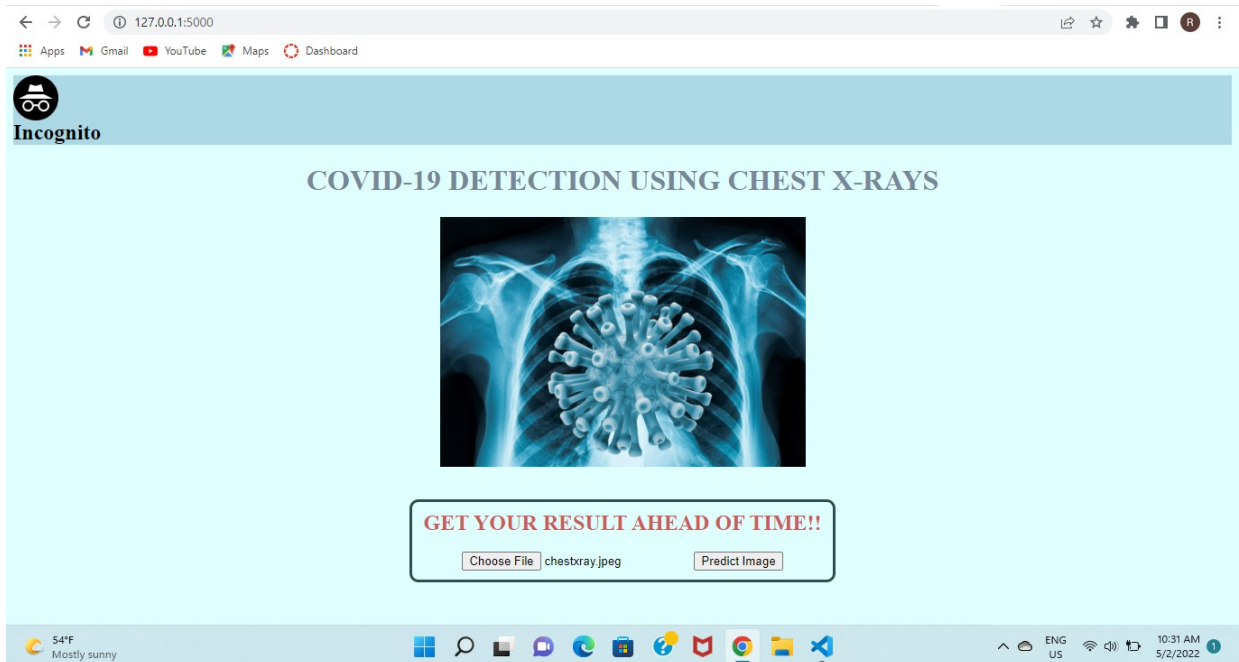 127.0.0.1:5000
R
Apps Gmail YouTube Maps Dashboard
Incognito
COVID-19 DETECTION USING CHEST X-RAYS
GET YOUR RESULT AHEAD OF TIME!!
Choose File chestxray.jpeg Predict Image
54°F
Mostly sunny
ENG
US
10:31 AM
5/2/2022
1